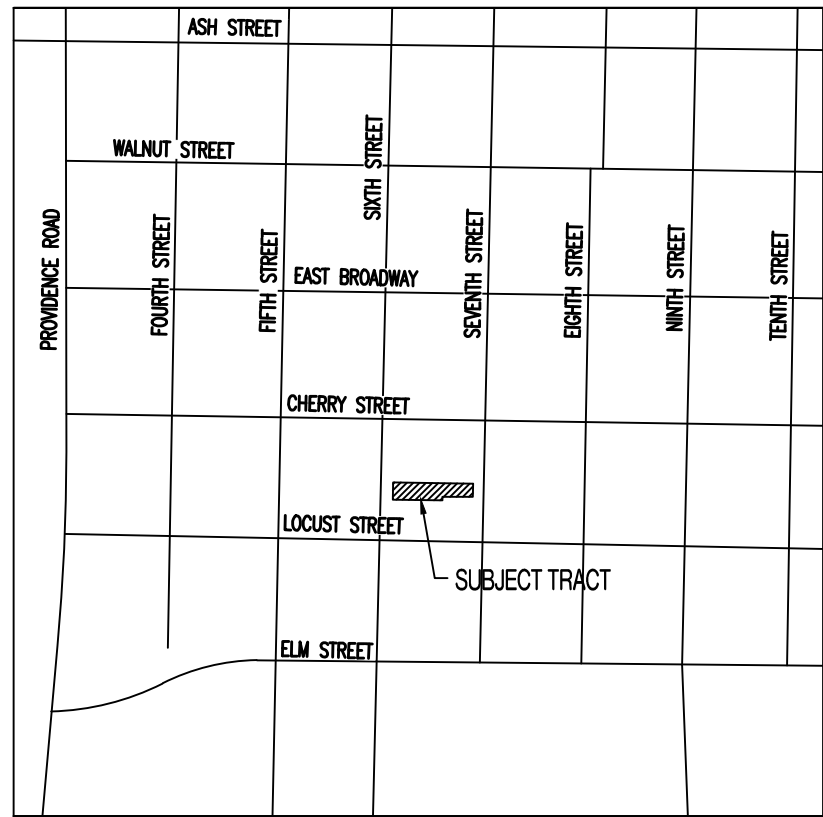 ASH STREET
WALNUT STREET
SIXTH STREET
PROVIDENCE ROAD
FOURTH STREET
FIFTH STREET
EAST BROADWAY
SEVENTH STREET
EIGHTH STREET
NINTH STREET
TENTH STREET
CHERRY STREET
LOCUST STREET
SUBJECT TRACT
ELM STREET